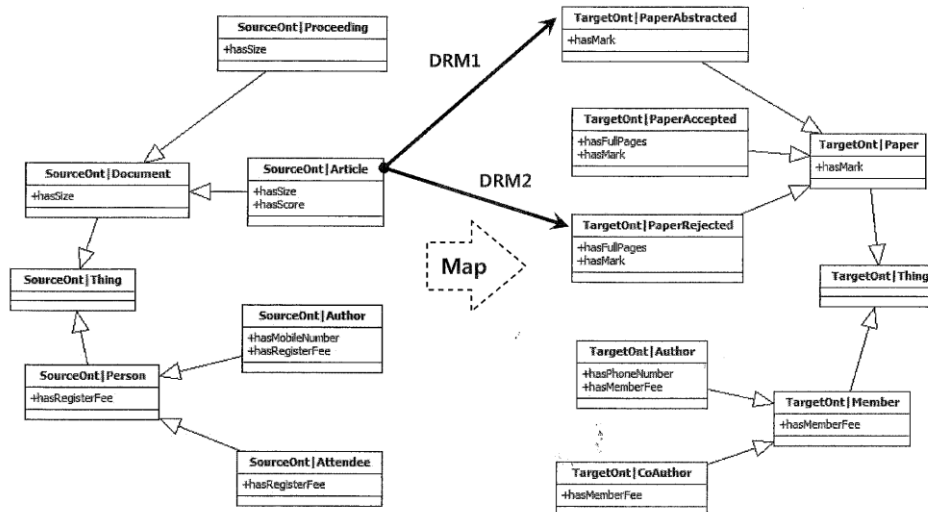 SourceOnt|Proceeding
+hasSize
TargetOnt|PaperAbstracted
+hasMark
DRM1
TargetOnt|PaperAccepted
+hasFullPages
+hasMark
TargetOnt|Paper
+hasMark
SourceOnt|Document
+hasSize
SourceOnt|Article
+hasSize
+hasScore
DRM2
TargetOnt|PaperRejected
+hasFullPages
+hasMark
Map
SourceOnt|Thing
TargetOnt|Thing
SourceOnt|Author
+hasMobileNumber
+hasRegisterFee
SourceOnt|Person
+hasRegisterFee
TargetOnt|Author
+hasPhoneNumber
+hasMemberFee
TargetOnt|Member
+hasMemberFee
SourceOnt|Attendee
+hasRegisterFee
TargetOnt|CoAuthor
+hasMemberFee